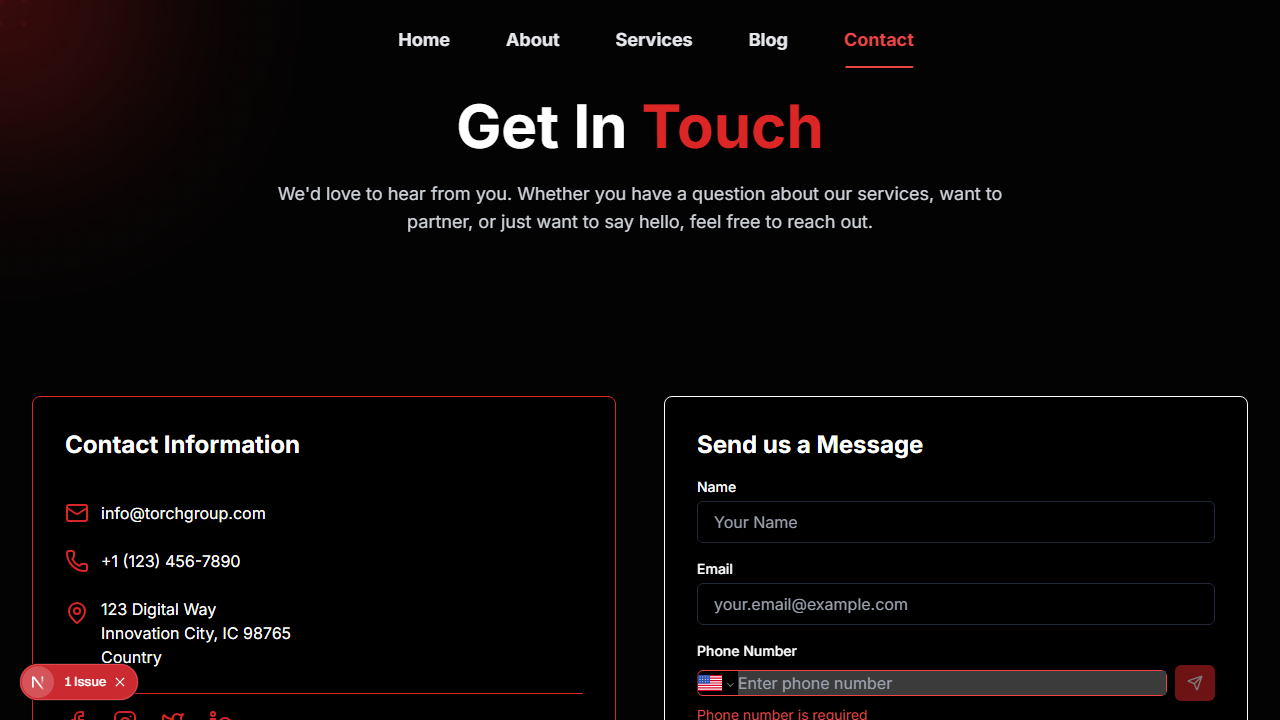 Home About Services Blog Contact
Get In Touch
We'd love to hear from you. Whether you have a question about our services, want to
partner, or just want to say hello, feel free to reach out.
Contact Information
info@torchgroup.com
+1 (123) 456-7890
123 Digital Way
Innovation City, IC 98765
Country
N 1 Issue
Send us a Message
Name
Your Name
Email
your.email@example.com
Phone Number
Enter phone number
Phone number is required